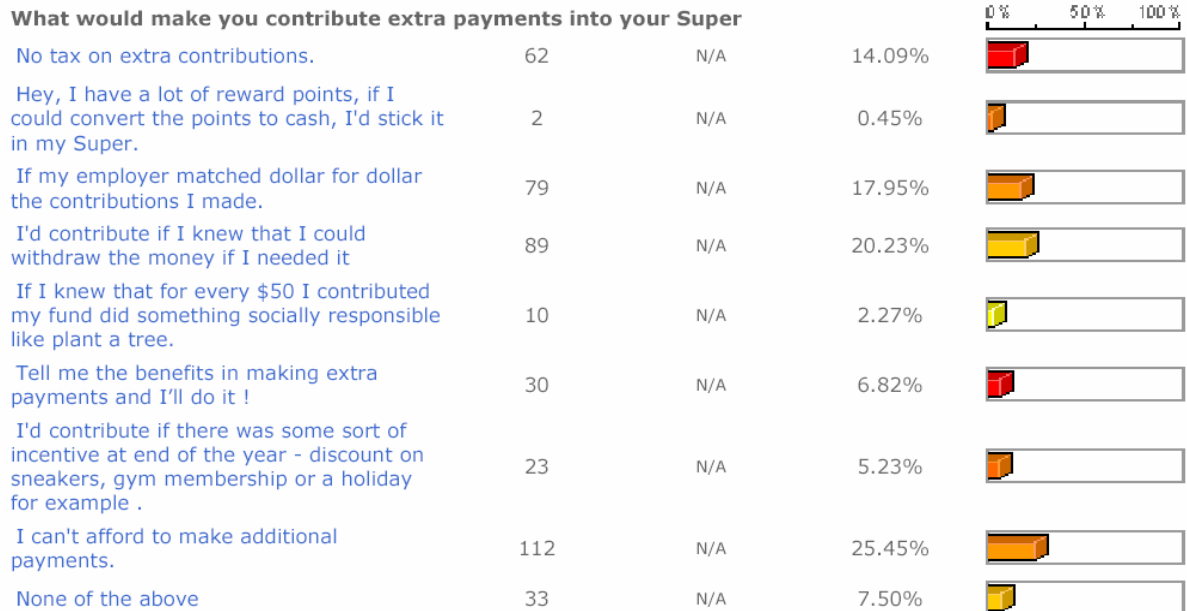 What would make you contribute extra payments into your Super 0% 50% 100%
No tax on extra contributions. 62 N/A 14.09%
Hey, I have a lot of reward points, if I
could convert the points to cash, I'd stick it 2 N/A 0.45%
in my Super.
If my employer matched dollar for dollar
the contributions I made. 79 N/A 17.95%
I'd contribute if I knew that I could
withdraw the money if I needed it 89 N/A 20.23%
If I knew that for every $50 I contributed
my fund did something socially responsible 10 N/A 2.27%
like plant a tree.
Tell me the benefits in making extra
payments and I’ll do it ! 30 N/A 6.82%
I'd contribute if there was some sort of
incentive at end of the year - discount on
sneakers, gym membership or a holiday 23 N/A 5.23%
for example .
I can't afford to make additional
payments. 112 N/A 25.45%
None of the above 33 N/A 7.50%